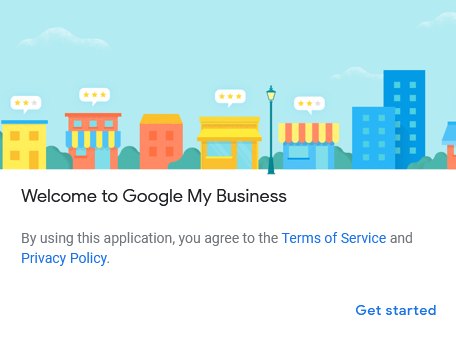 Welcome to Google My Business
By using this application, you agree to the Terms of Service and
Privacy Policy.
Get started